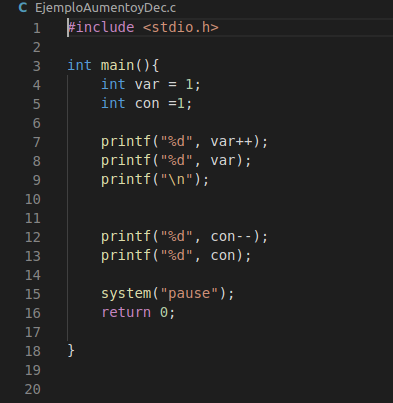 C EjemploAumentoyDec.c
1 #include <stdio.h>
2
3 int main(){
4 int var = 1;
5 int con =1;
6
7 printf("%d", var++);
8 printf("%d", var);
9 printf("\n");
10
11
12 printf("%d", con--);
13 printf("%d", con);
14
15 system("pause");
16 return 0;
17
18 }
19
20